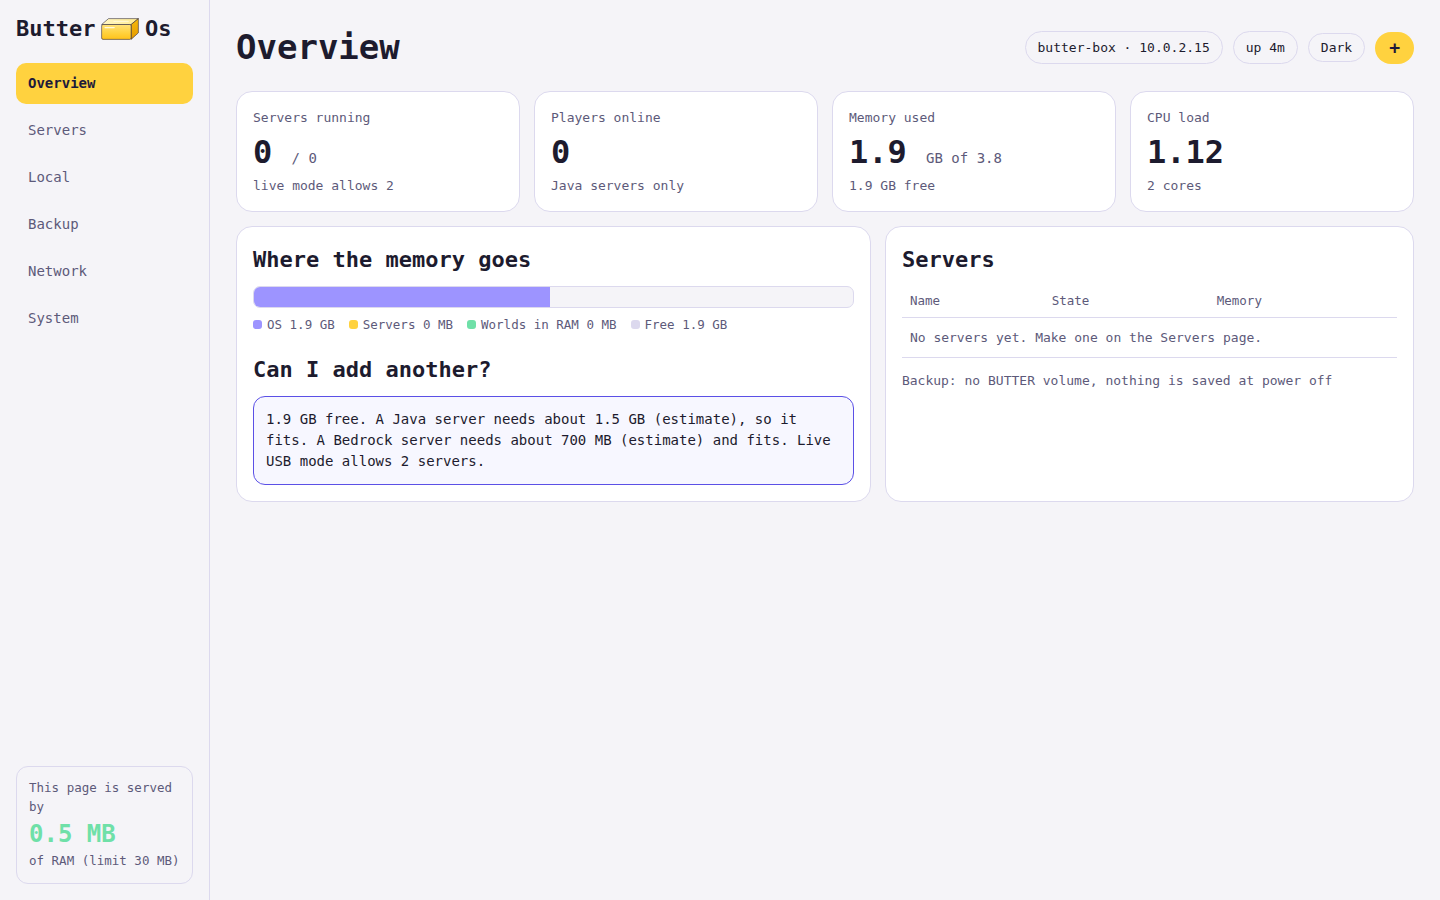 Butter Os
Overview
Servers
Local
Backup
Network
System
This page is served
by
0.5 MB
of RAM (limit 30 MB)
Overview
butter-box · 10.0.2.15
up 4m
Dark
+
Servers running
0 / 0
live mode allows 2
Players online
0
Java servers only
Memory used
1.9 GB of 3.8
1.9 GB free
CPU load
1.12
2 cores
Where the memory goes
OS 1.9 GB Servers 0 MB Worlds in RAM 0 MB Free 1.9 GB
Can I add another?
1.9 GB free. A Java server needs about 1.5 GB (estimate), so it
fits. A Bedrock server needs about 700 MB (estimate) and fits. Live
USB mode allows 2 servers.
Servers
Name State Memory
No servers yet. Make one on the Servers page.
Backup: no BUTTER volume, nothing is saved at power off